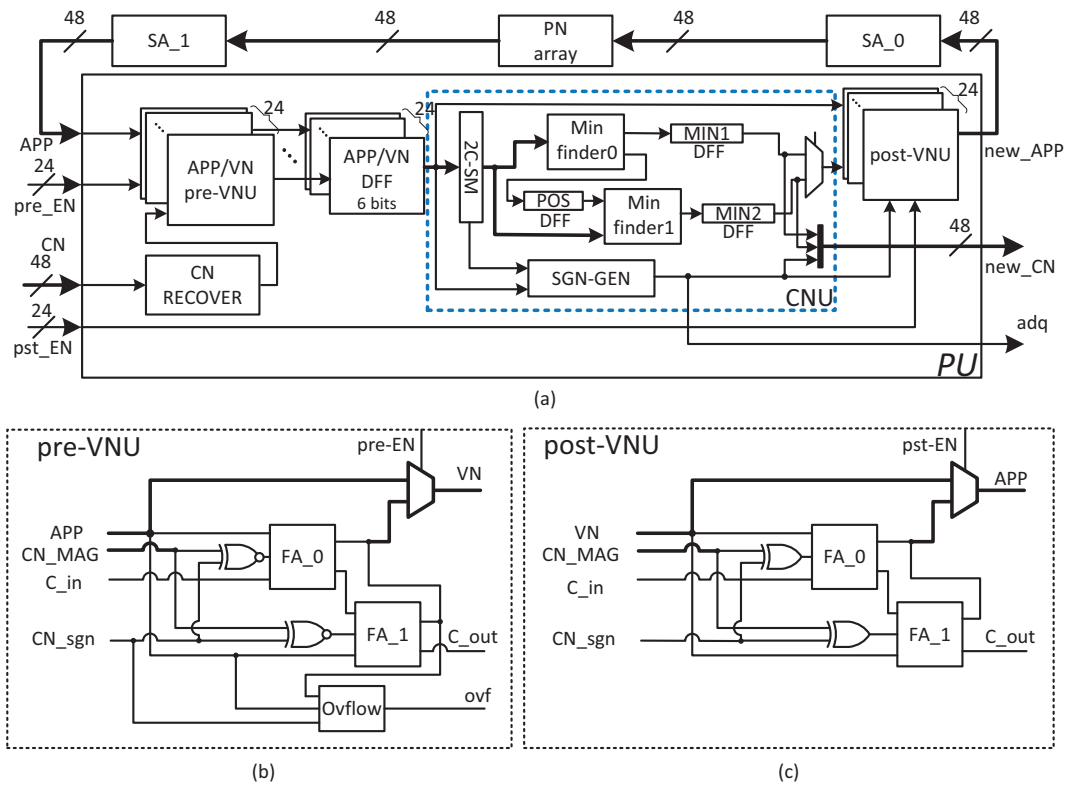 48
SA_1
48
PN
array
48
SA_0
48
APP
24
pre_EN
CN
48
24
pst_EN
24
APP/VN
pre-VNU
CN
RECOVER
24
APP/VN
DFF
6 bits
2C-SM
Min
finder0
MIN1
DFF
POS
DFF
Min
finder1
MIN2
DFF
SGN-GEN
CNU
24
post-VNU
new_APP
48
new_CN
adq
PU
(a)
pre-VNU
pre-EN
VN
APP
CN_MAG
C_in
CN_sgn
FA_0
FA_1
C_out
Ovflow
ovf
(b)
post-VNU
pst-EN
APP
VN
CN_MAG
C_in
CN_sgn
FA_0
FA_1
C_out
(c)